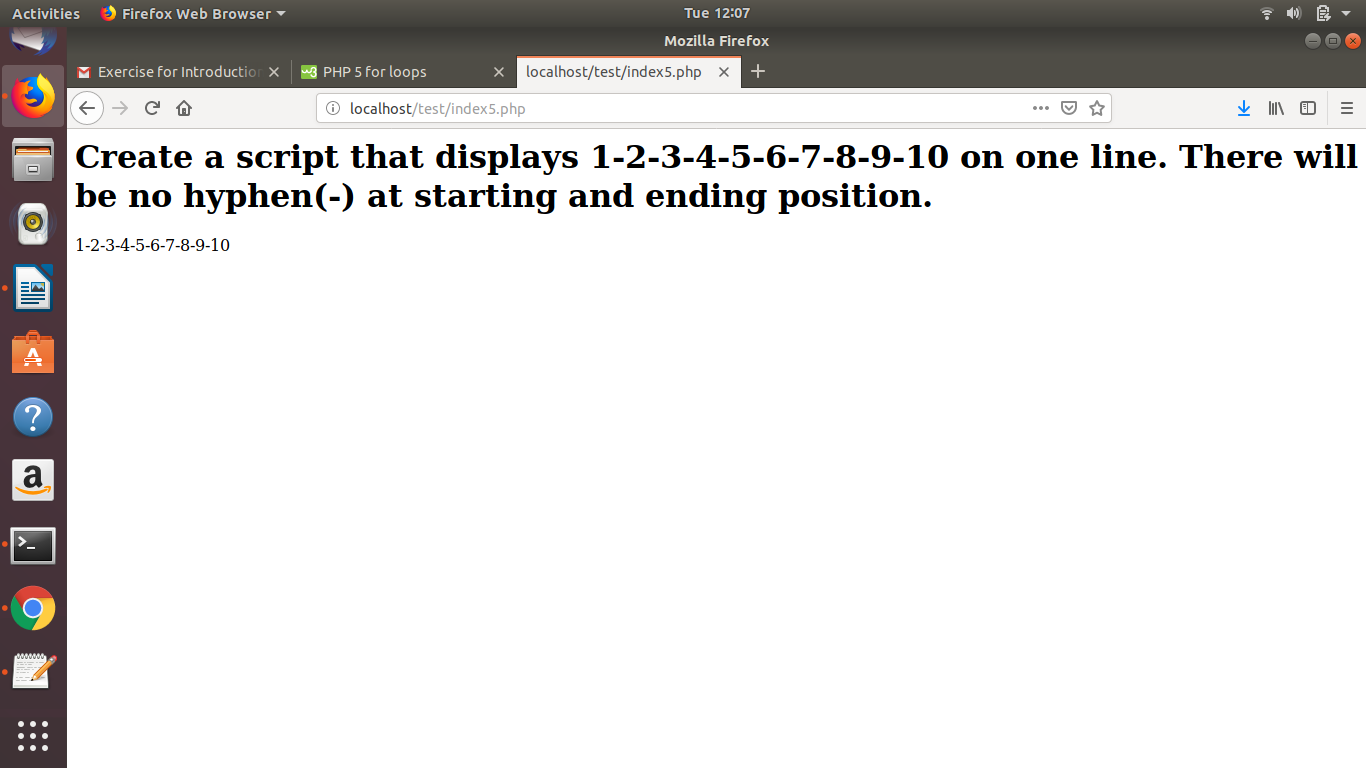 Activities Firefox Web Browser Tue 12:07
Mozilla Firefox
Exercise for Introduction PHP 5 for loops localhost/test/index5.php
localhost/test/index5.php
Create a script that displays 1-2-3-4-5-6-7-8-9-10 on one line. There will
be no hyphen(-) at starting and ending position.
1-2-3-4-5-6-7-8-9-10